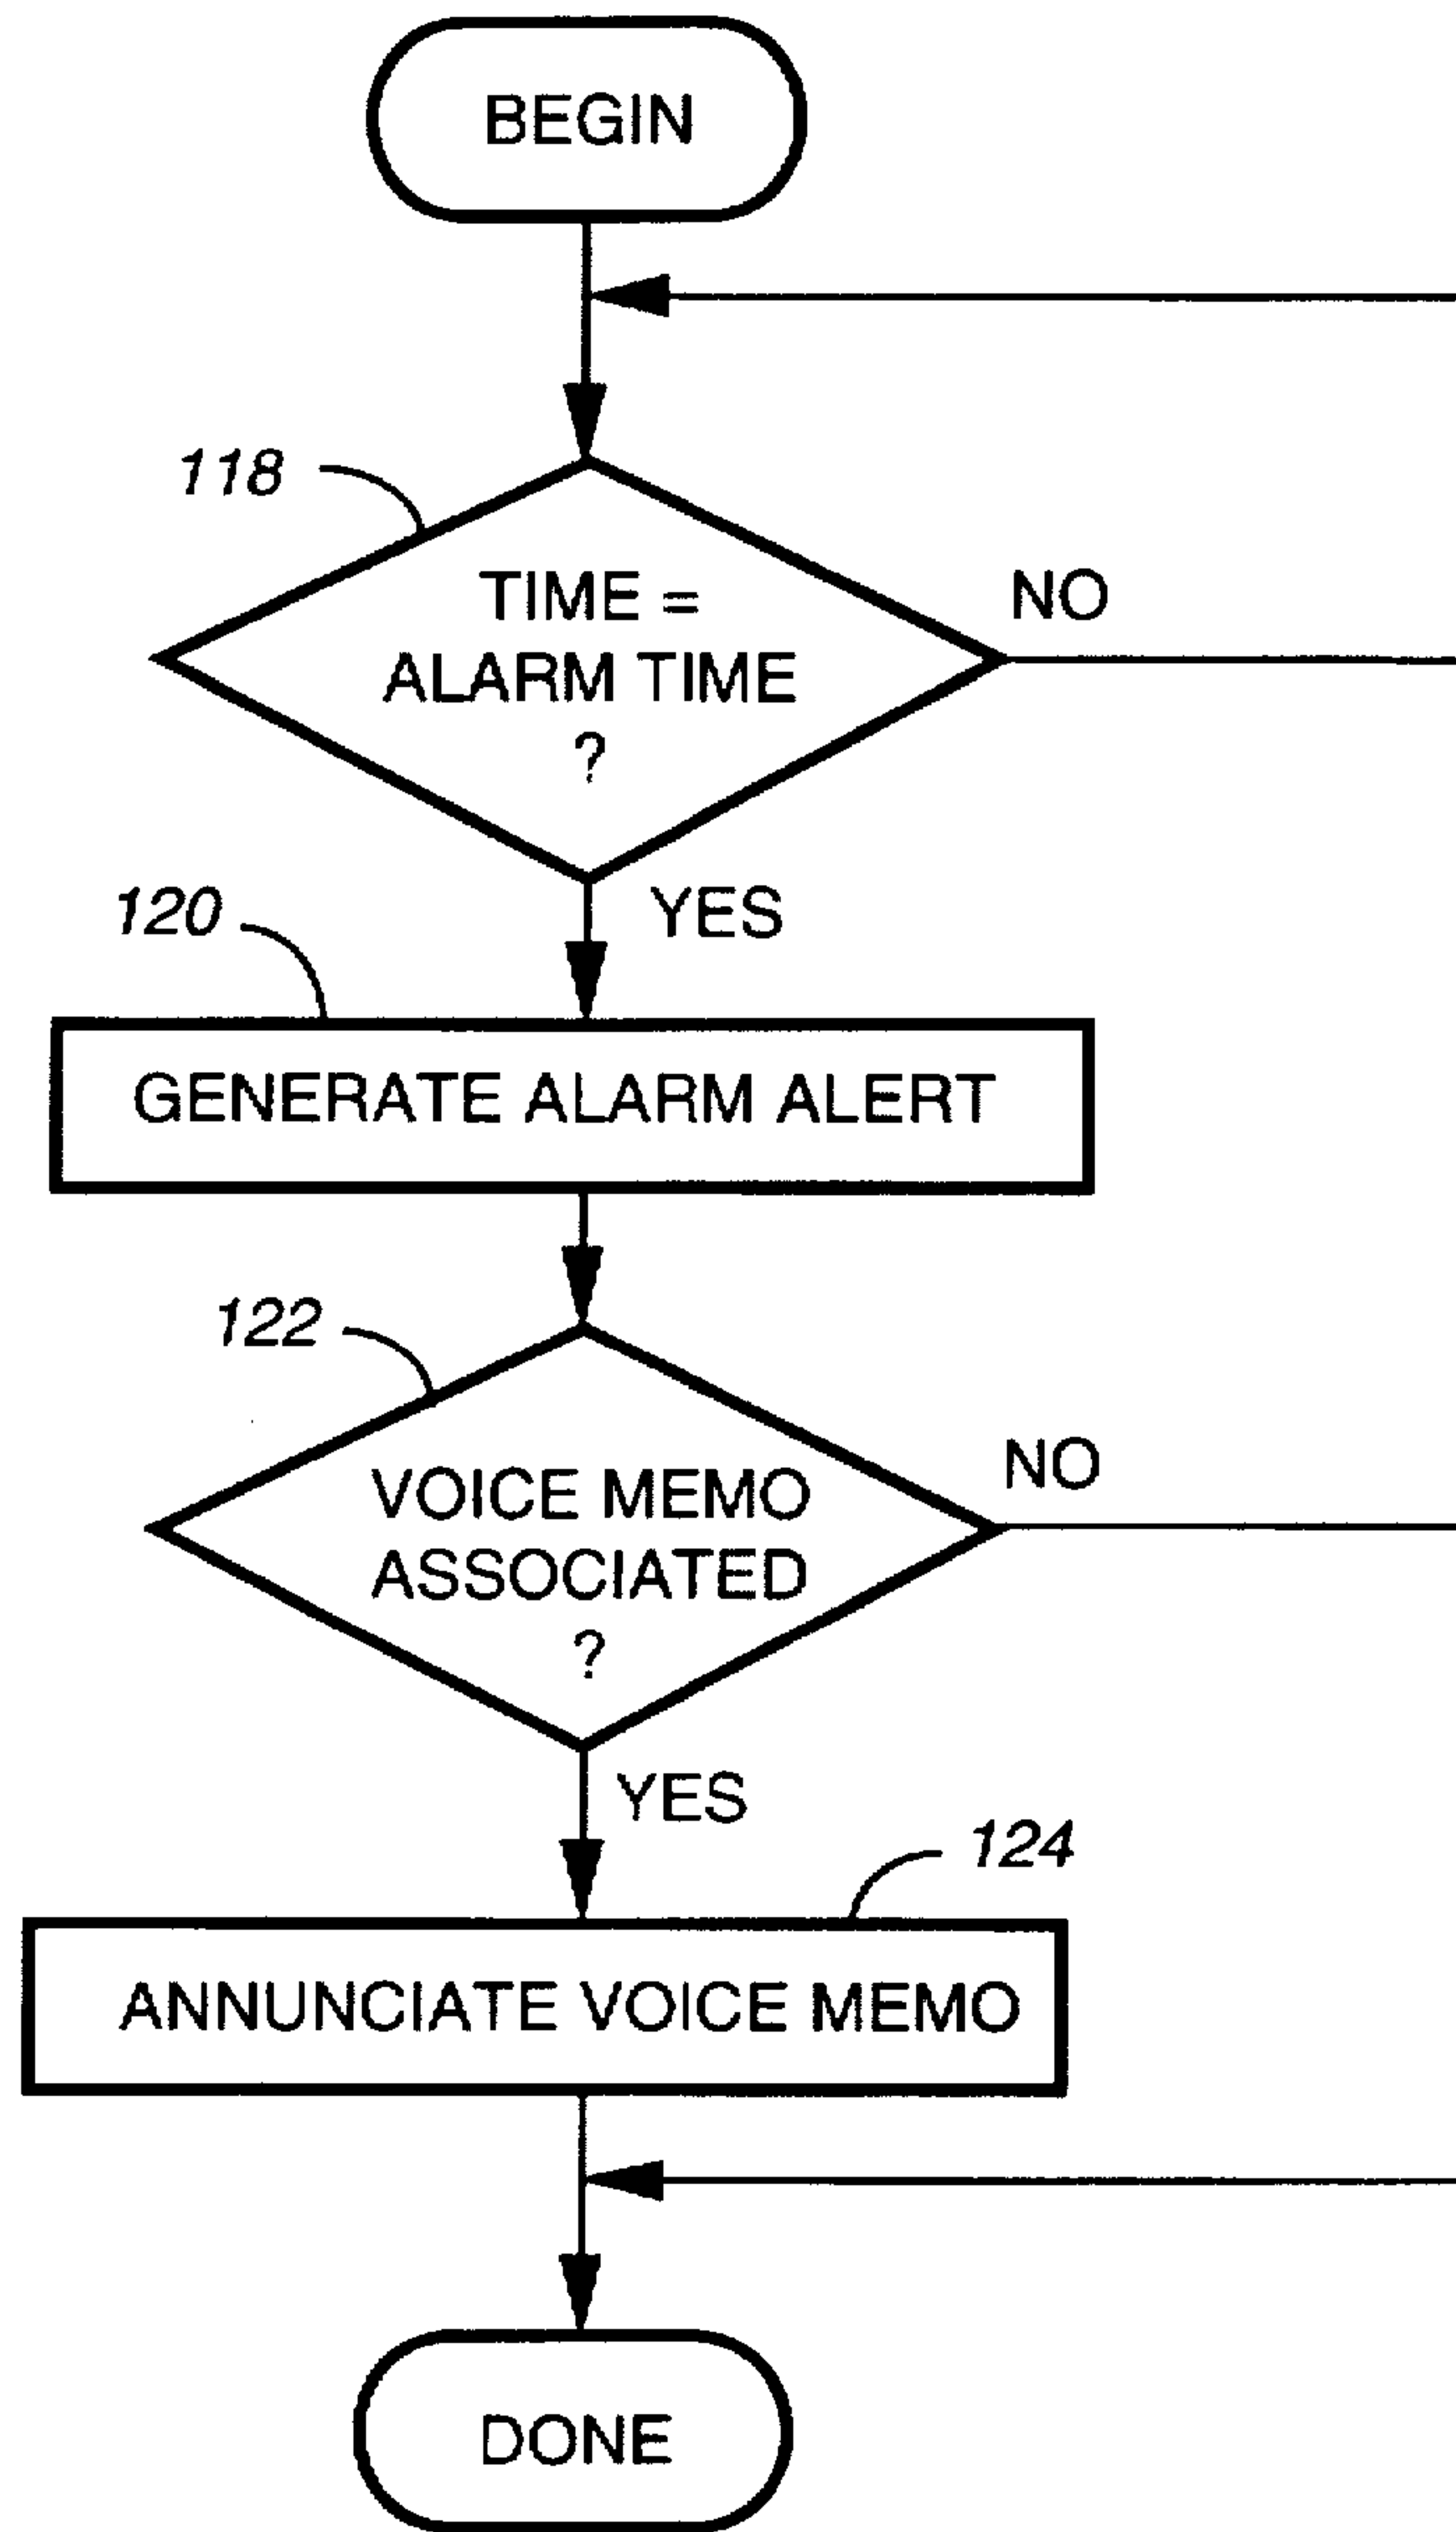 BEGIN
118
TIME =
ALARM TIME
?
NO
YES
120
GENERATE ALARM ALERT
122
VOICE MEMO
ASSOCIATED
?
NO
YES
124
ANNUNCIATE VOICE MEMO
DONE